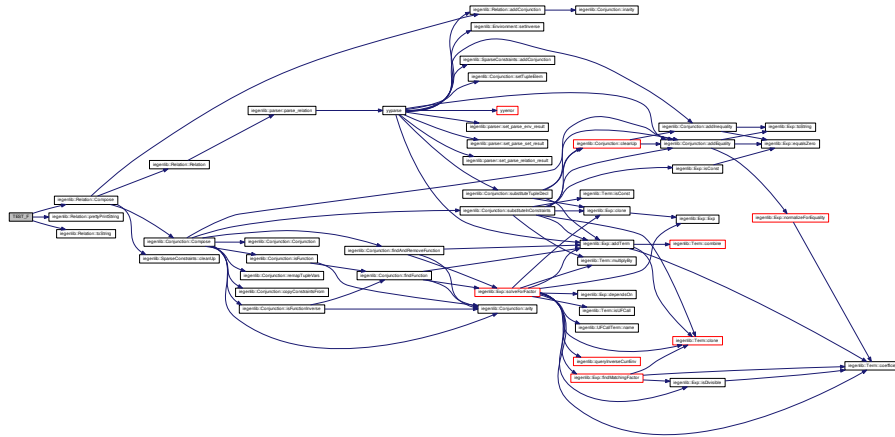 TEST_F
iegenlib::Relation::Compose
iegenlib::Relation::prettyPrintString
iegenlib::Relation::toString
iegenlib::Relation::Relation
iegenlib::SparseConstraints::cleanUp
iegenlib::Conjunction::Compose
iegenlib::parser::parse_relation
iegenlib::Conjunction::Conjunction
iegenlib::Conjunction::isFunction
iegenlib::Conjunction::remapTupleVars
iegenlib::Conjunction::copyConstraintsFrom
iegenlib::Conjunction::isFunctionInverse
iegenlib::Conjunction::findAndRemoveFunction
iegenlib::Conjunction::findFunction
yyparse
iegenlib::Relation::addConjunction
iegenlib::Environment::setInverse
iegenlib::SparseConstraints::addConjunction
iegenlib::Conjunction::setTupleElem
yyerror
iegenlib::parser::set_parse_env_result
iegenlib::parser::set_parse_set_result
iegenlib::parser::set_parse_relation_result
iegenlib::Conjunction::substituteTupleDecl
iegenlib::Conjunction::substituteInConstraints
iegenlib::Exp::solveForFactor
iegenlib::Conjunction::arity
iegenlib::Conjunction::inarity
iegenlib::Conjunction::cleanUp
iegenlib::Term::isConst
iegenlib::Exp::clone
iegenlib::Exp::addTerm
iegenlib::Term::multiplyBy
iegenlib::Exp::dependsOn
iegenlib::Term::isUFCall
iegenlib::UFCallTerm::name
iegenlib::queryInverseCurrEnv
iegenlib::Exp::findMatchingFactor
iegenlib::Conjunction::addInequality
iegenlib::Conjunction::addEquality
iegenlib::Exp::isConst
iegenlib::Exp::Exp
iegenlib::Term::combine
iegenlib::Term::clone
iegenlib::Exp::isDivisible
iegenlib::Exp::toString
iegenlib::Exp::equalsZero
iegenlib::Exp::normalizeForEquality
iegenlib::Term::coefficient